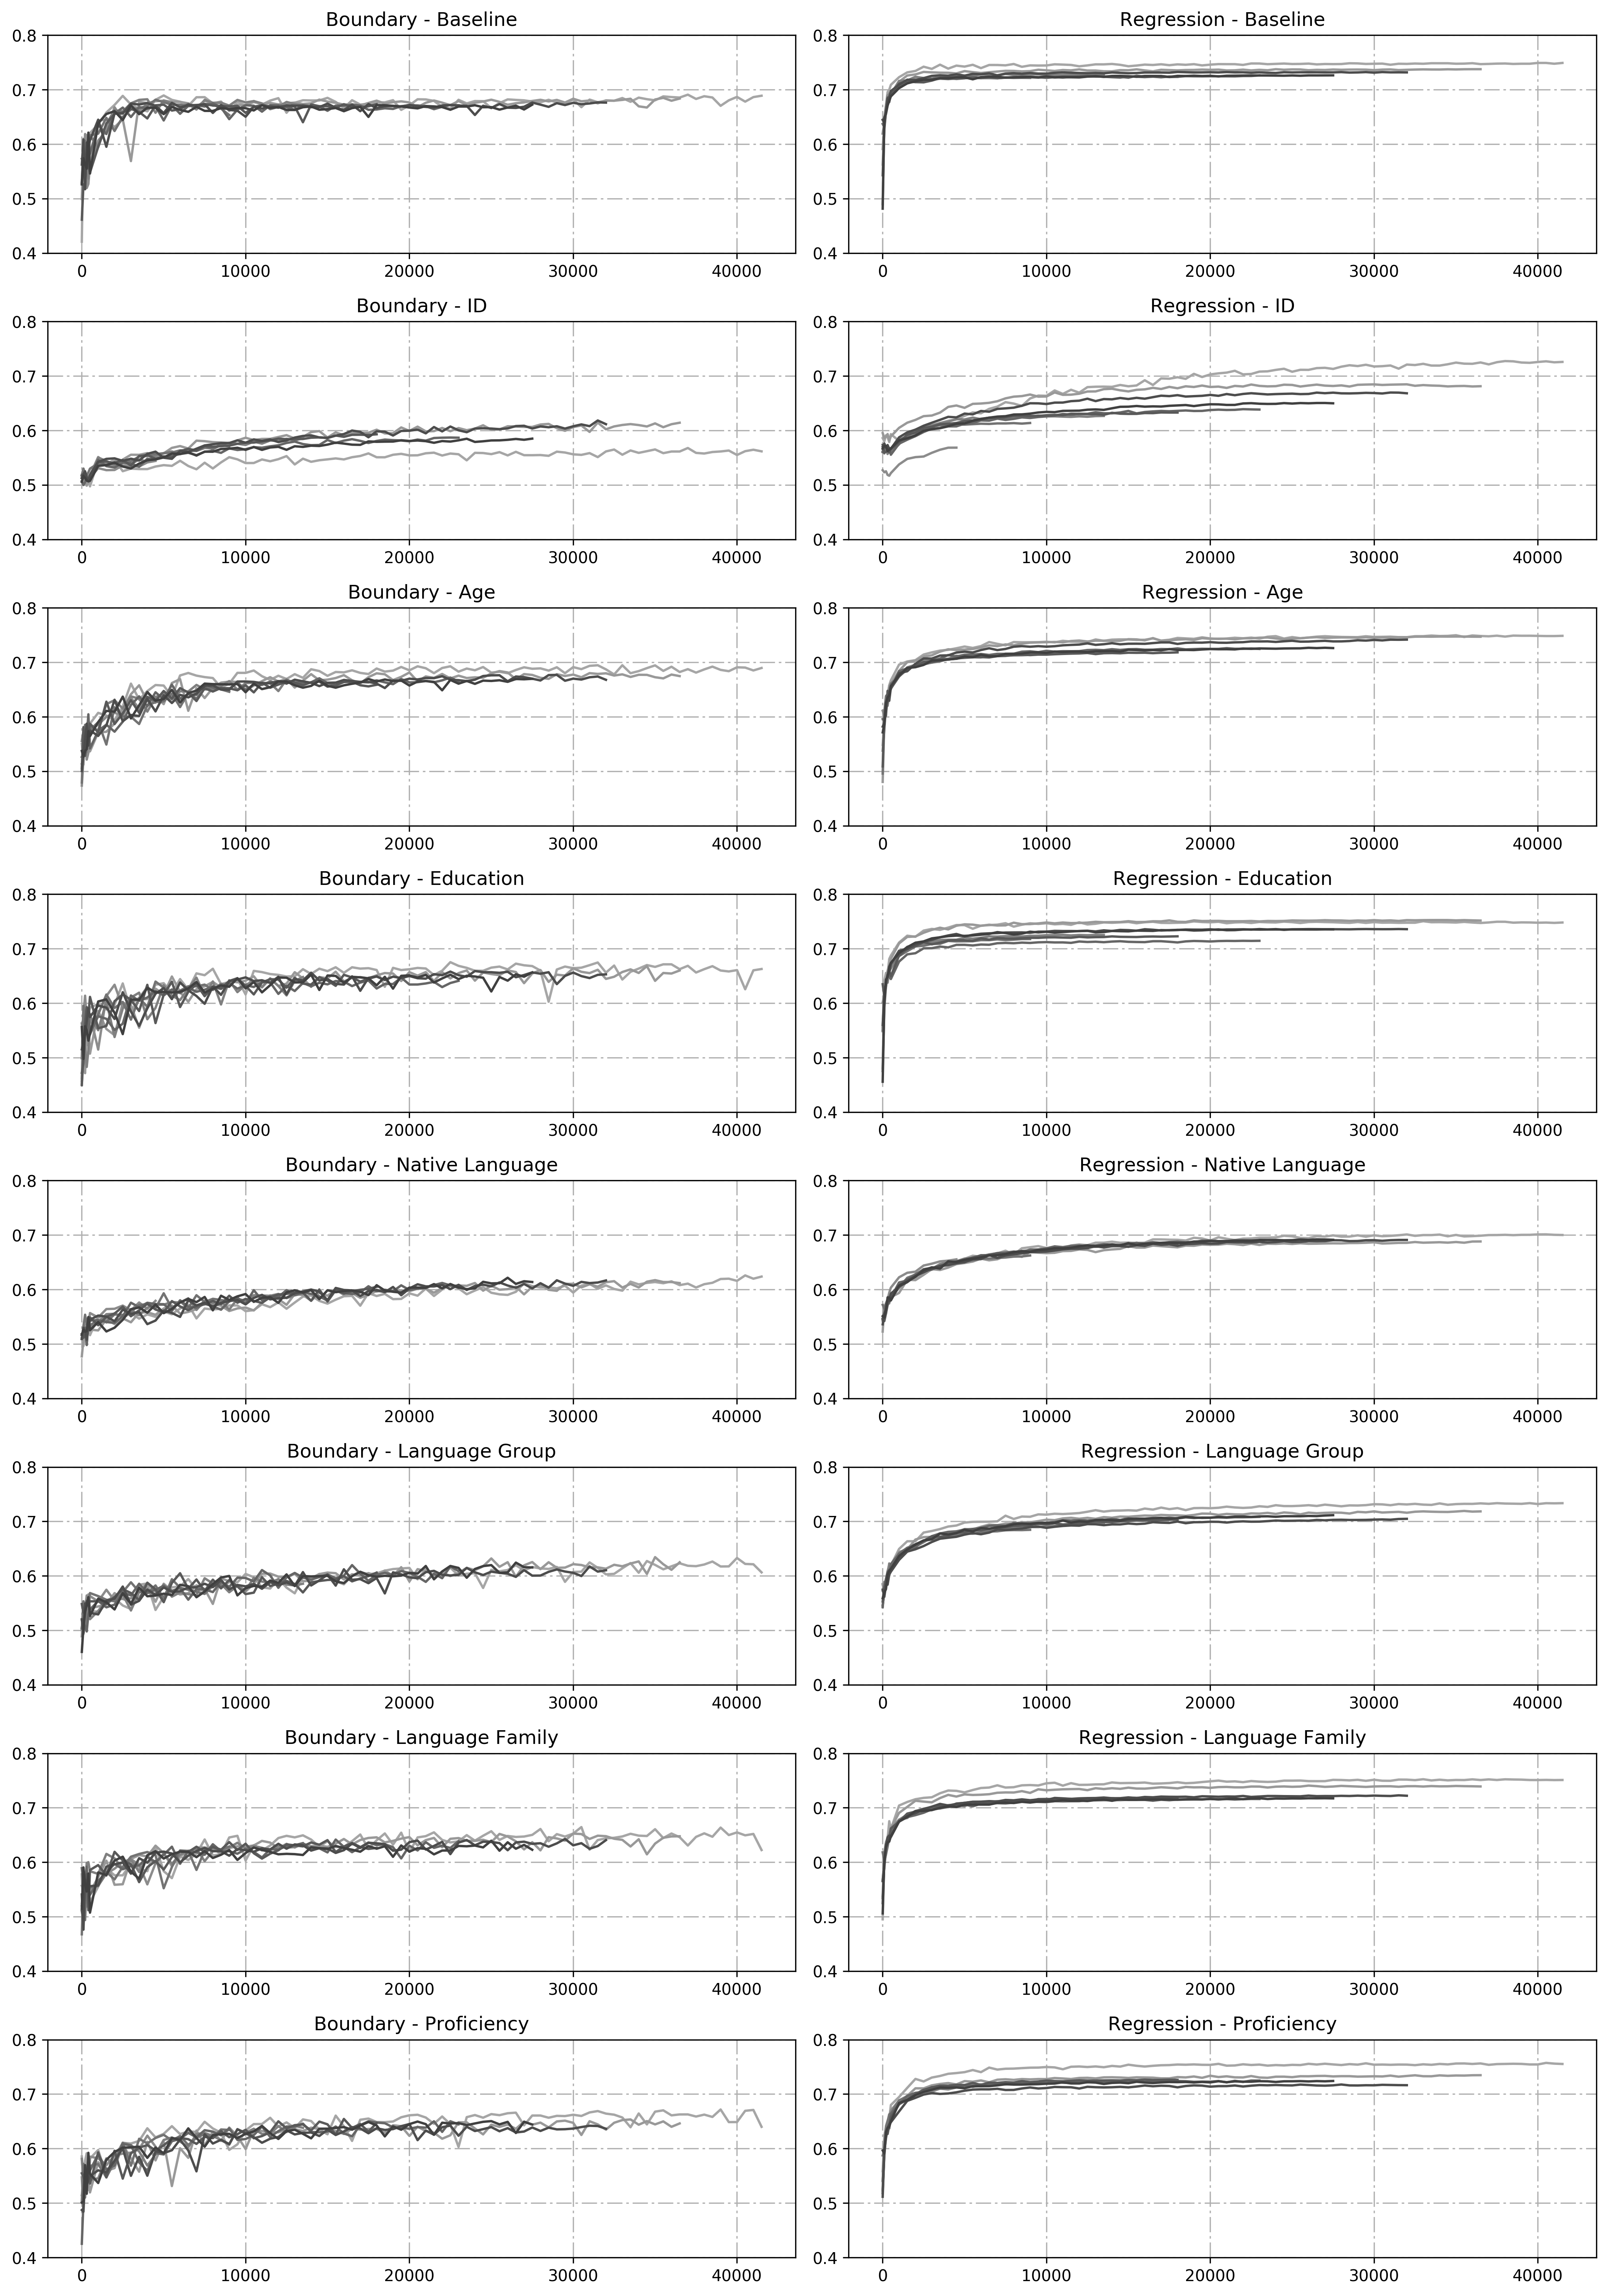 Boundary - Baseline
0.8
0.7
0.6
0.5
0.4
0 10000 20000 30000 40000
Regression - Baseline
0.8
0.7
0.6
0.5
0.4
0 10000 20000 30000 40000
Boundary - ID
0.8
0.7
0.6
0.5
0.4
0 10000 20000 30000 40000
Regression - ID
0.8
0.7
0.6
0.5
0.4
0 10000 20000 30000 40000
Boundary - Age
0.8
0.7
0.6
0.5
0.4
0 10000 20000 30000 40000
Regression - Age
0.8
0.7
0.6
0.5
0.4
0 10000 20000 30000 40000
Boundary - Education
0.8
0.7
0.6
0.5
0.4
0 10000 20000 30000 40000
Regression - Education
0.8
0.7
0.6
0.5
0.4
0 10000 20000 30000 40000
Boundary - Native Language
0.8
0.7
0.6
0.5
0.4
0 10000 20000 30000 40000
Regression - Native Language
0.8
0.7
0.6
0.5
0.4
0 10000 20000 30000 40000
Boundary - Language Group
0.8
0.7
0.6
0.5
0.4
0 10000 20000 30000 40000
Regression - Language Group
0.8
0.7
0.6
0.5
0.4
0 10000 20000 30000 40000
Boundary - Language Family
0.8
0.7
0.6
0.5
0.4
0 10000 20000 30000 40000
Regression - Language Family
0.8
0.7
0.6
0.5
0.4
0 10000 20000 30000 40000
Boundary - Proficiency
0.8
0.7
0.6
0.5
0.4
0 10000 20000 30000 40000
Regression - Proficiency
0.8
0.7
0.6
0.5
0.4
0 10000 20000 30000 40000